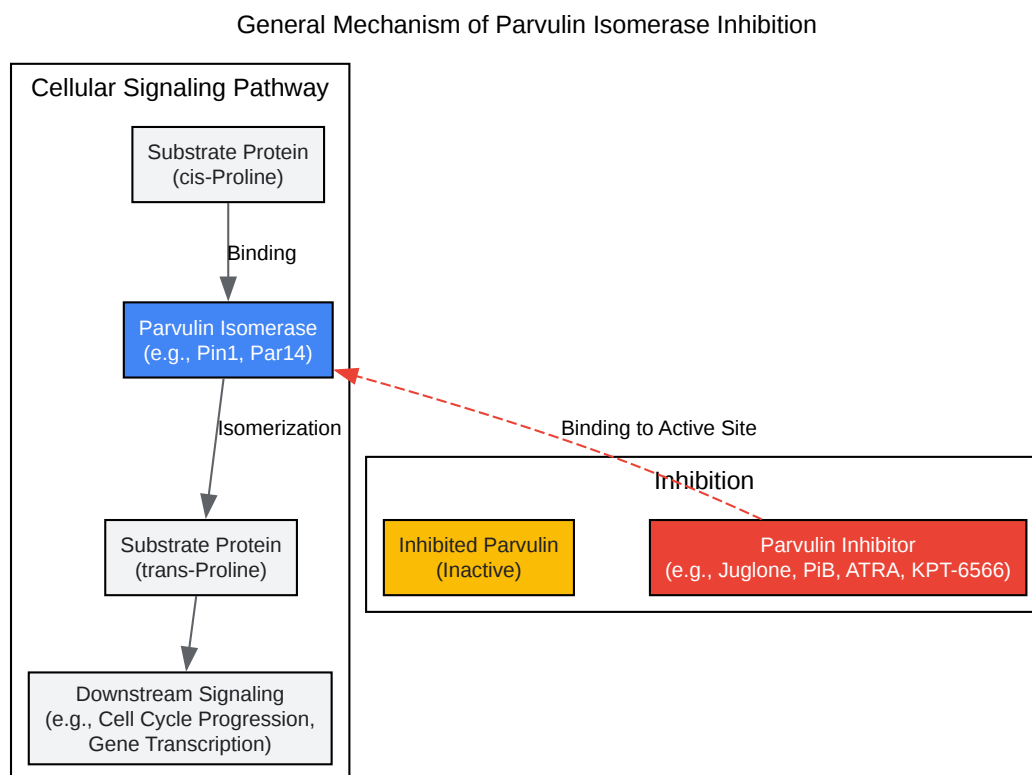 General Mechanism of Parvulin Isomerase Inhibition
Cellular Signaling Pathway
Substrate Protein
(cis-Proline)
Binding
Parvulin Isomerase
(e.g., Pin1, Par14)
Isomerization
Binding to Active Site
Inhibition
Substrate Protein
(trans-Proline)
Inhibited Parvulin
(Inactive)
Parvulin Inhibitor
(e.g., Juglone, PiB, ATRA, KPT-6566)
Downstream Signaling
(e.g., Cell Cycle Progression,
Gene Transcription)